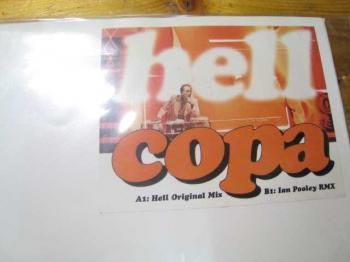 hell
copa
A1: Hell Original Mix
B1: Ian Pooley RMX